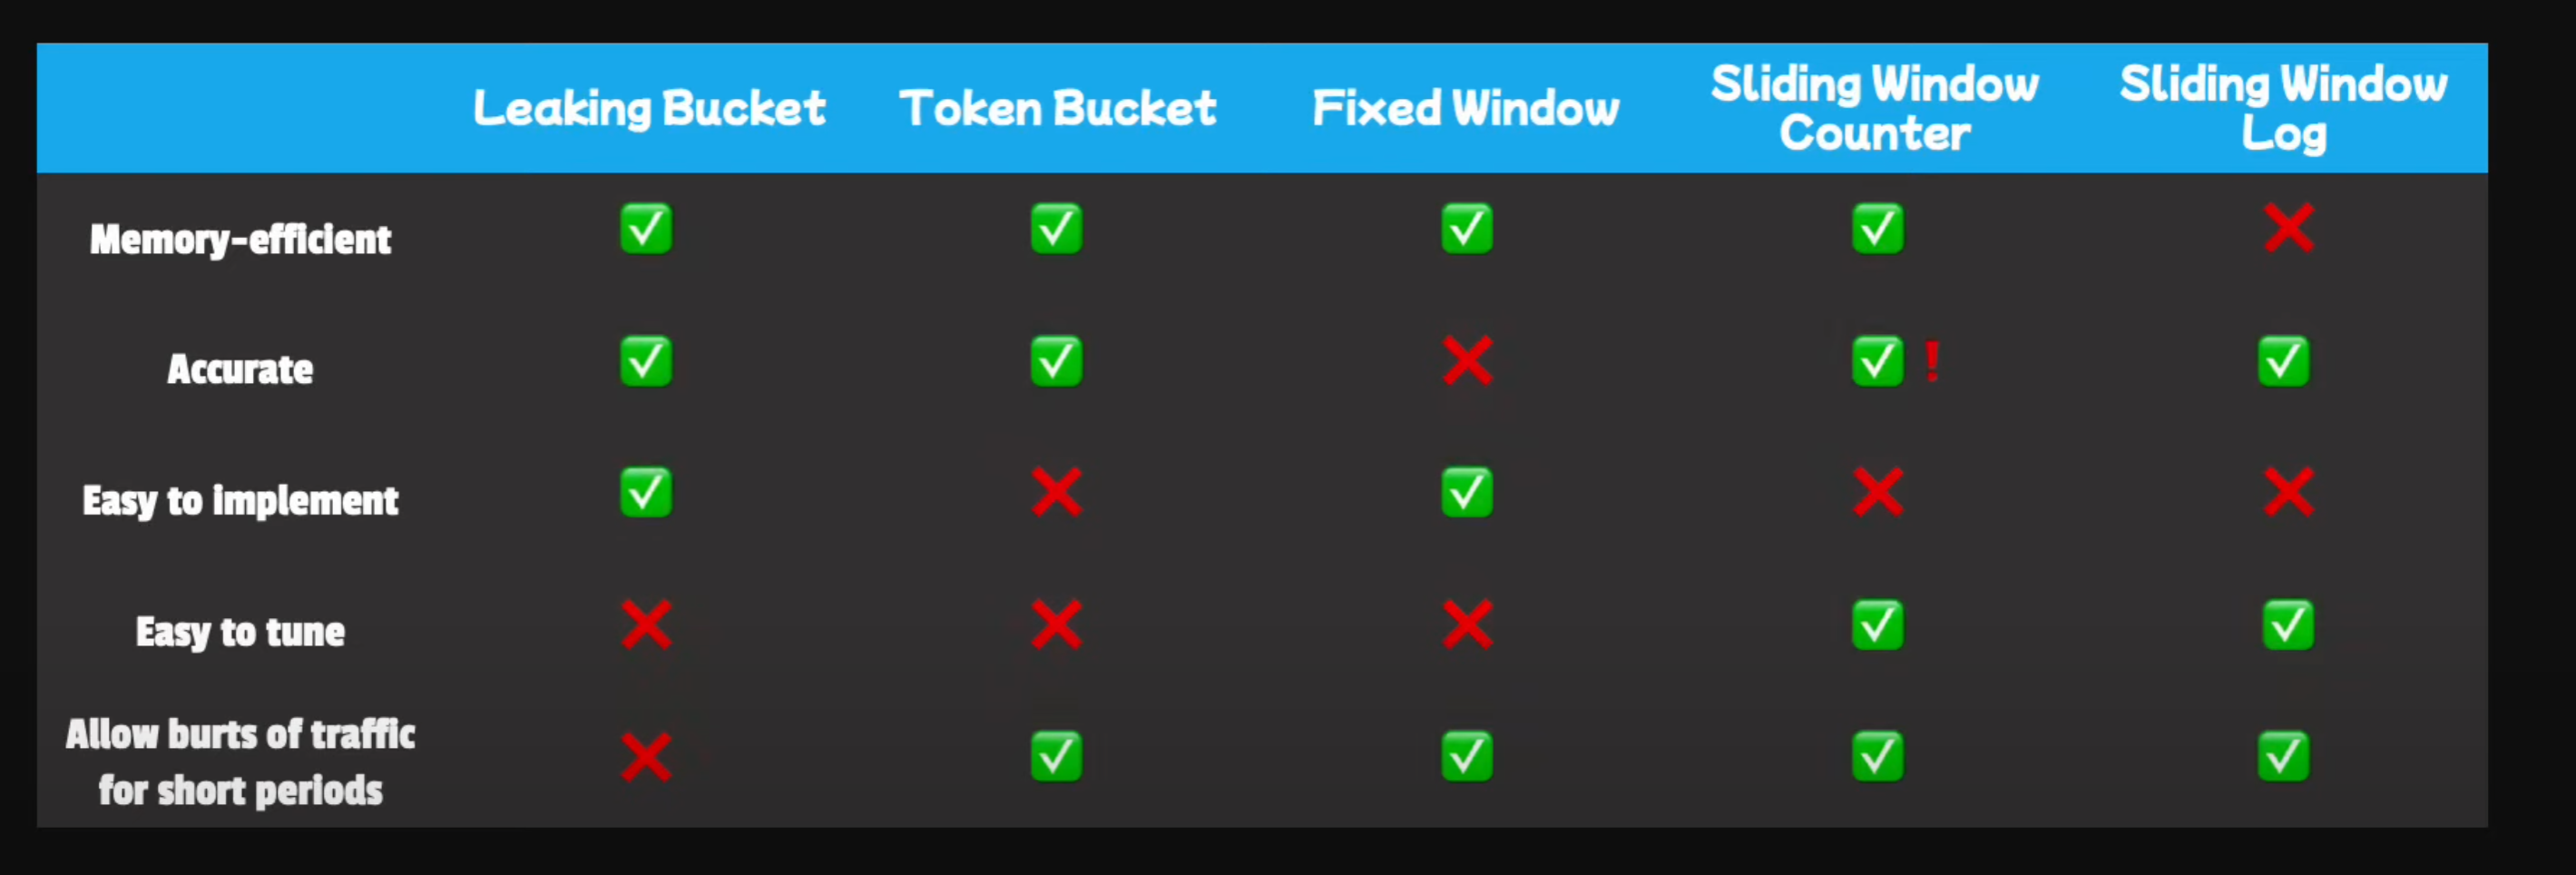 Leaking Bucket
Token Bucket
Fixed Window
Sliding Window
Counter
Sliding Window
Log
Memory-efficient ✅ ✅ ✅ ✅ ❌
Accurate ✅ ✅ ❌ ✅❗ ✅
Easy to implement ✅ ❌ ✅ ❌ ❌
Easy to tune ❌ ❌ ❌ ✅ ✅
Allow burts of traffic
for short periods ❌ ✅ ✅ ✅ ✅